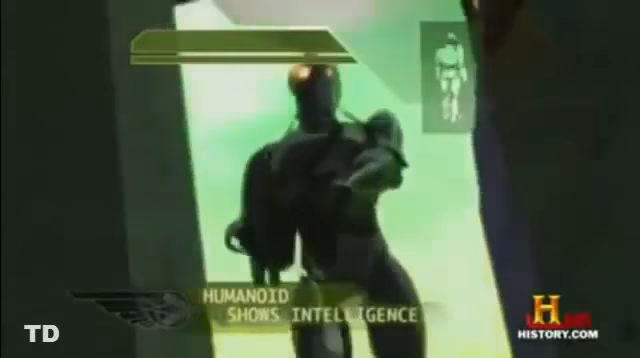 HUMANOID
SHOWS INTELLIGENCE
TD
H
HISTORY.COM